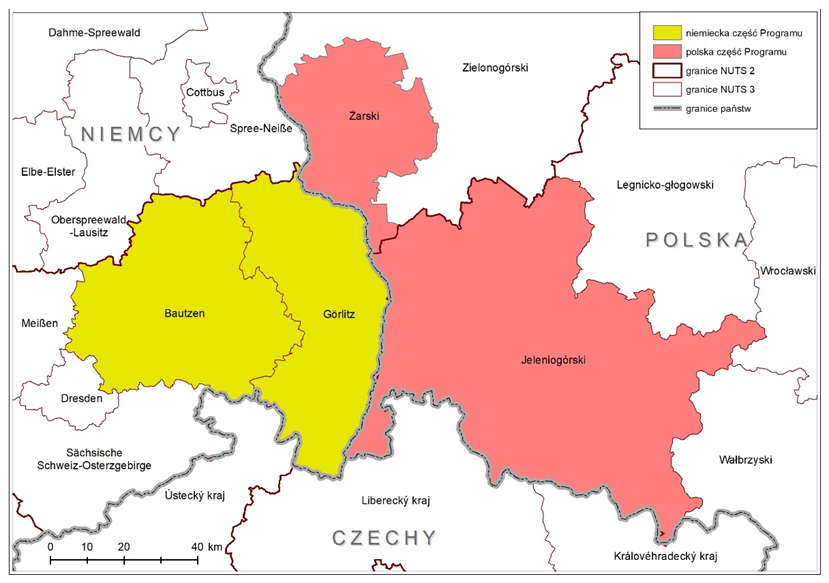 Dahme-Spreewald
Zielonogórski
niemiecka część Programu
polska część Programu
granice NUTS 2
granice NUTS 3
granice państw
Cottbus
Żarski
NIEMCY
Spree-Neiße
Elbe-Elster
Legnicko-głogowski
Oberspreewald
-Lausitz
POLSKA
Wrocławski
Meißen
Bautzen
Görlitz
Jeleniogórski
Dresden
Sächsische
Schweiz-Osterzgebirge
Wałbrzyski
Ústecký kraj
Liberecký kraj
CZECHY
Královéhradecký kraj
0 10 20 40 km